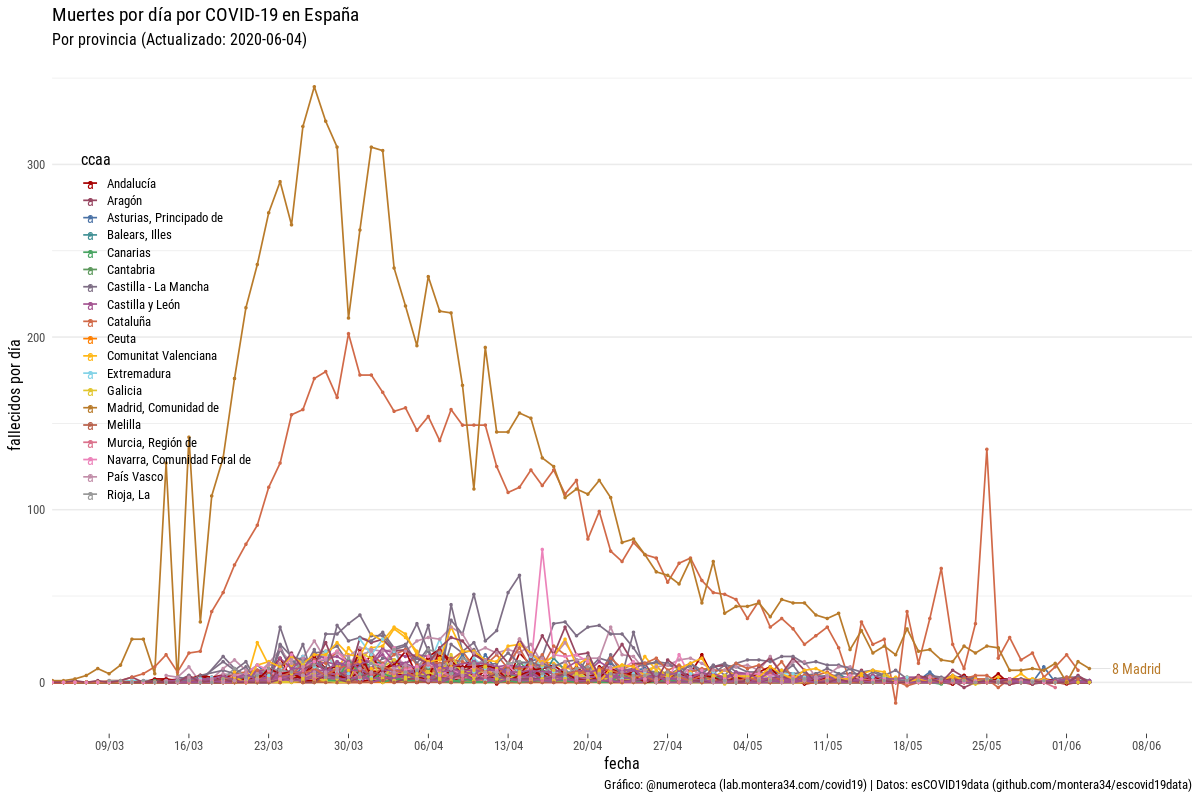 Muertes por día por COVID-19 en España
Por provincia (Actualizado: 2020-06-04)
fallecidos por día
300
200
100
0
ccaa
Andalucía
Aragón
Asturias, Principado de
Balears, Illes
Canarias
Cantabria
Castilla - La Mancha
Castilla y León
Cataluña
Ceuta
Comunitat Valenciana
Extremadura
Galicia
Madrid, Comunidad de
Melilla
Murcia, Región de
Navarra, Comunidad Foral de
País Vasco
Rioja, La
8 Madrid
09/03 16/03 23/03 30/03 06/04 13/04 20/04 27/04 04/05 11/05 18/05 25/05 01/06 08/06
fecha
Gráfico: @numeroteca (lab.montera34.com/covid19) | Datos: esCOVID19data (github.com/montera34/escovid19data)